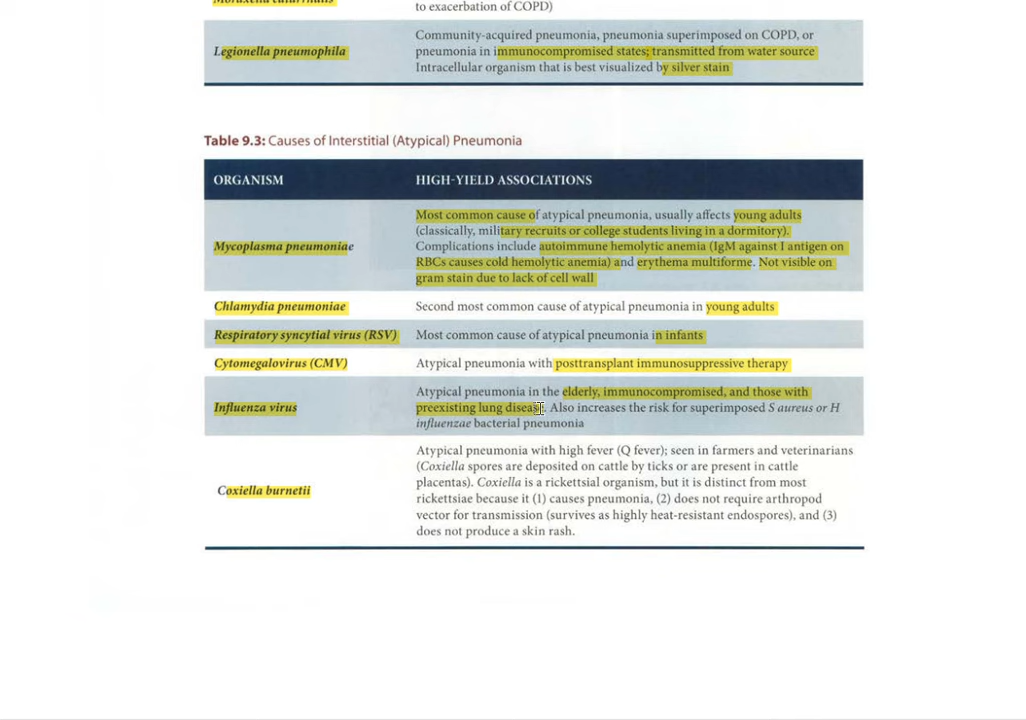 Moraxella catarrhalis
to exacerbation of COPD)
Legionella pneumophila
Community-acquired pneumonia, pneumonia superimposed on COPD, or
pneumonia in immunocompromised states; transmitted from water source
Intracellular organism that is best visualized by silver stain
Table 9.3: Causes of Interstitial (Atypical) Pneumonia
ORGANISM
HIGH-YIELD ASSOCIATIONS
Mycoplasma pneumoniae
Most common cause of atypical pneumonia, usually affects young adults
(classically, military recruits or college students living in a dormitory).
Complications include autoimmune hemolytic anemia (IgM against I antigen on
RBCs causes cold hemolytic anemia) and erythema multiforme. Not visible on
gram stain due to lack of cell wall
Chlamydia pneumoniae
Second most common cause of atypical pneumonia in young adults
Respiratory syncytial virus (RSV)
Most common cause of atypical pneumonia in infants
Cytomegalovirus (CMV)
Atypical pneumonia with posttransplant immunosuppressive therapy
Influenza virus
Atypical pneumonia in the elderly, immunocompromised, and those with
preexisting lung disease. Also increases the risk for superimposed S aureus or H
influenzae bacterial pneumonia
Coxiella burnetii
Atypical pneumonia with high fever (Q fever); seen in farmers and veterinarians
(Coxiella spores are deposited on cattle by ticks or are present in cattle
placentas). Coxiella is a rickettsial organism, but it is distinct from most
rickettsiae because it (1) causes pneumonia, (2) does not require arthropod
vector for transmission (survives as highly heat-resistant endospores), and (3)
does not produce a skin rash.